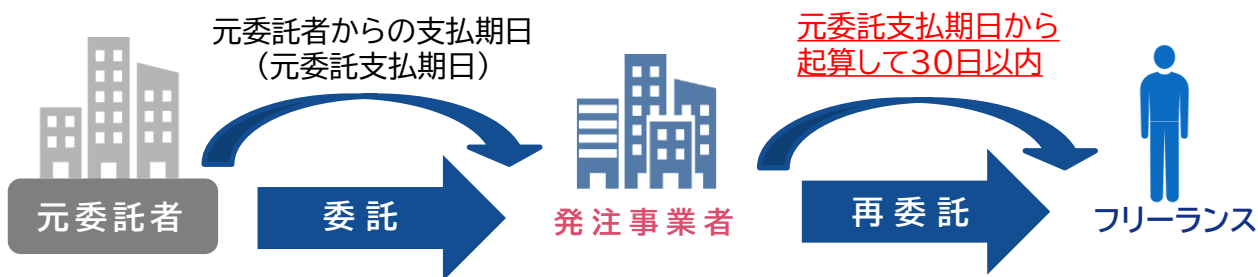 元委託者からの支払期日
（元委託支払期日）
元委託支払期日から
起算して30日以内
元委託者
委託
発注事業者
再委託
フリーランス